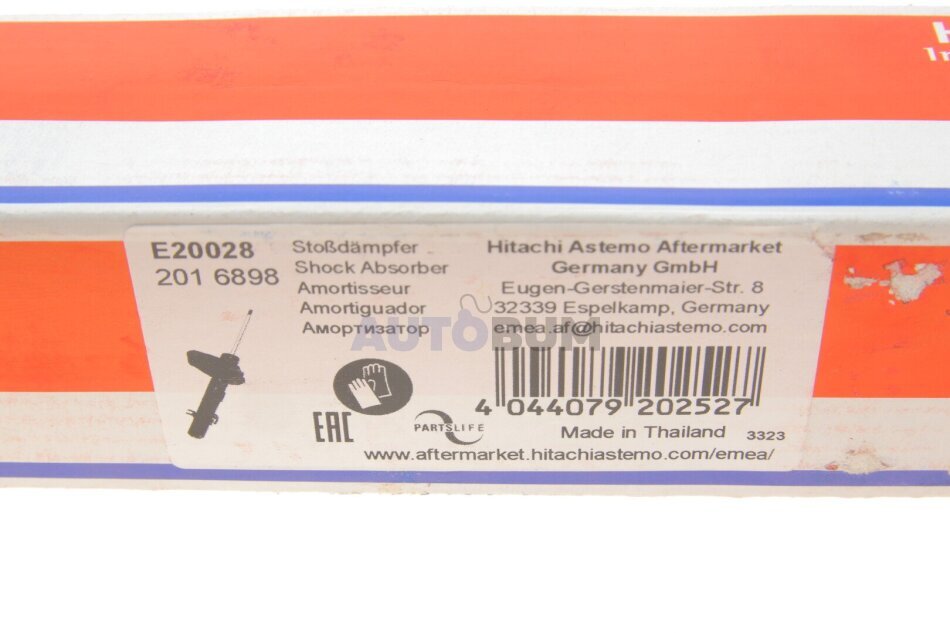 E20028
201 6898
Stoßdämpfer
Shock Absorber
Amortisseur
Amortiguador
Амортизатор
Hitachi Astemo Aftermarket
Germany GmbH
Eugen-Gerstenmaier-Str. 8
32339 Espelkamp, Germany
emea.af@hitachiastemo.com
AUTOBUM
EAC
PARTSLIFE
4 044079 202527
Made in Thailand 3323
www.aftermarket.hitachiastemo.com/emea/